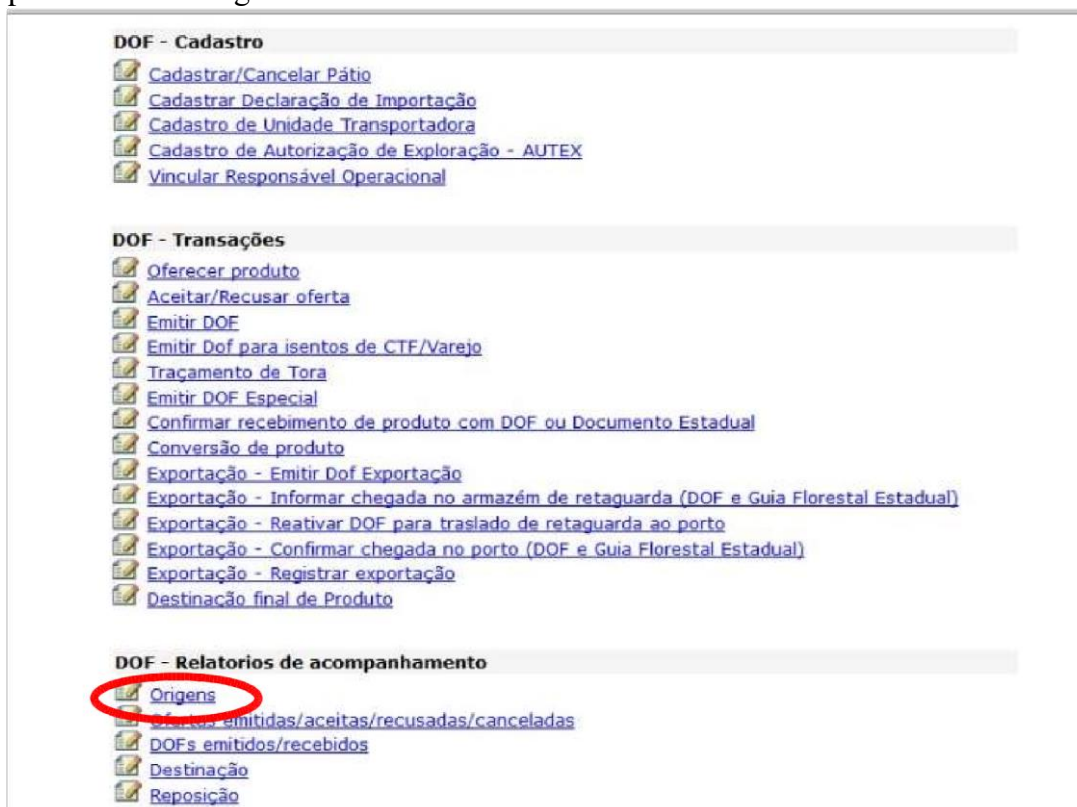 DOF - Cadastro
Cadastrar/Cancelar Pátio
Cadastrar Declaração de Importação
Cadastro de Unidade Transportadora
Cadastro de Autorização de Exploração - AUTEX
Vincular Responsável Operacional
DOF - Transações
Oferecer produto
Aceitar/Recusar oferta
Emitir DOF
Emitir Dof para isentos de CTF/Varejo
Traçamento de Tora
Emitir DOF Especial
Confirmar recebimento de produto com DOF ou Documento Estadual
Conversão de produto
Exportação - Emitir Dof Exportação
Exportação - Informar chegada no armazém de retaguarda (DOF e Guia Florestal Estadual)
Exportação - Reativar DOF para traslado de retaguarda ao porto
Exportação - Confirmar chegada no porto (DOF e Guia Florestal Estadual)
Exportação - Registrar exportação
Destinação final de Produto
DOF - Relatorios de acompanhamento
Origens
Ofertas emitidas/aceitas/recusadas/canceladas
DOFs emitidos/recebidos
Destinação
Reposição